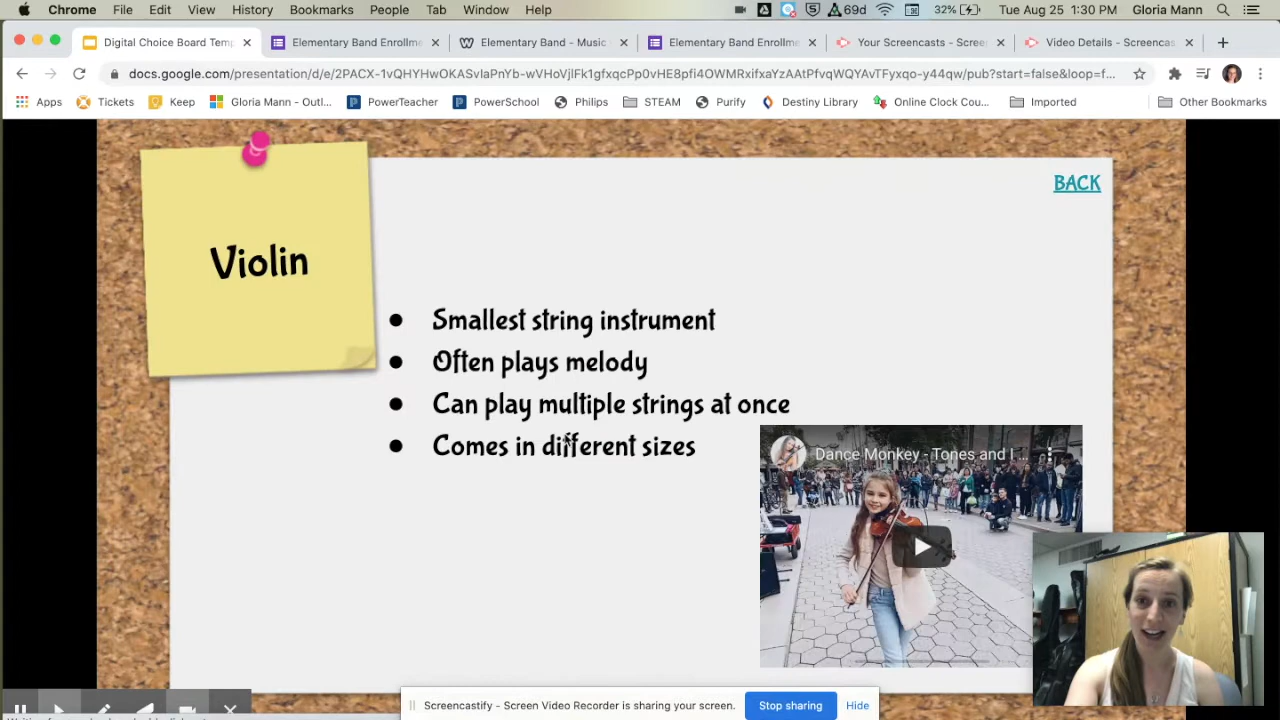 Chrome File Edit View History Bookmarks People Tab Window Help 69d 32% Tue Aug 25 1:30 PM Gloria Mann
Digital Choice Board Temp Elementary Band Enrollme Elementary Band - Music Elementary Band Enrollme Your Screencasts - Scree Video Details - Screencas
docs.google.com/presentation/d/e/2PACX-1vQHYHwOKASvIaPnYb-wVHoVjlFk1gfxqcPp0vHE8pfi4OWMRxifxaYzAAtPfvqWQYAvTFyxqo-y44qw/pub?start=false&loop=f...
Apps Tickets Keep Gloria Mann - Outl... PowerTeacher PowerSchool Philips STEAM Purify Destiny Library Online Clock Cou... Imported Other Bookmarks
BACK
Violin
Smallest string instrument
Often plays melody
Can play multiple strings at once
Comes in different sizes
Dance Monkey - Tones and I ...
Screencastify - Screen Video Recorder is sharing your screen. Stop sharing Hide